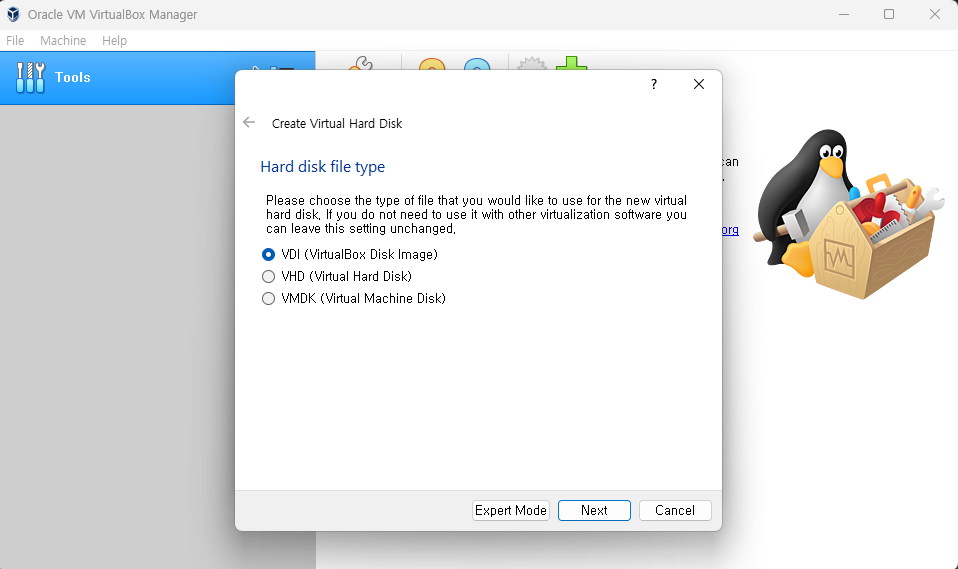 Oracle VM VirtualBox Manager
File Machine Help
Tools
?
Create Virtual Hard Disk
Hard disk file type
can
Please choose the type of file that you would like to use for the new virtual
hard disk. If you do not need to use it with other virtualization software you
can leave this setting unchanged.
org
VDI (VirtualBox Disk Image)
VHD (Virtual Hard Disk)
VMDK (Virtual Machine Disk)
Expert Mode Next Cancel